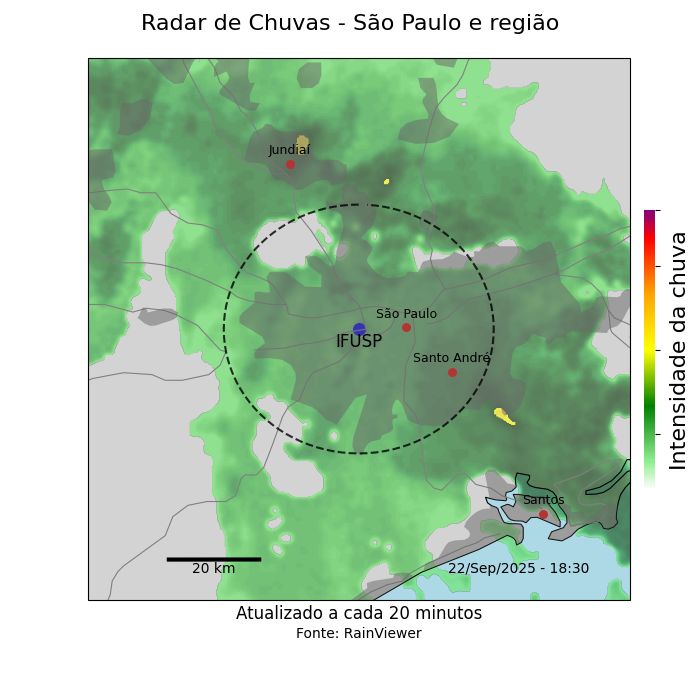 Radar de Chuvas - São Paulo e região
Jundiaí
São Paulo
IFUSP
Santo André
Santos
20 km
22/Sep/2025 - 18:30
Intensidade da chuva
Atualizado a cada 20 minutos
Fonte: RainViewer